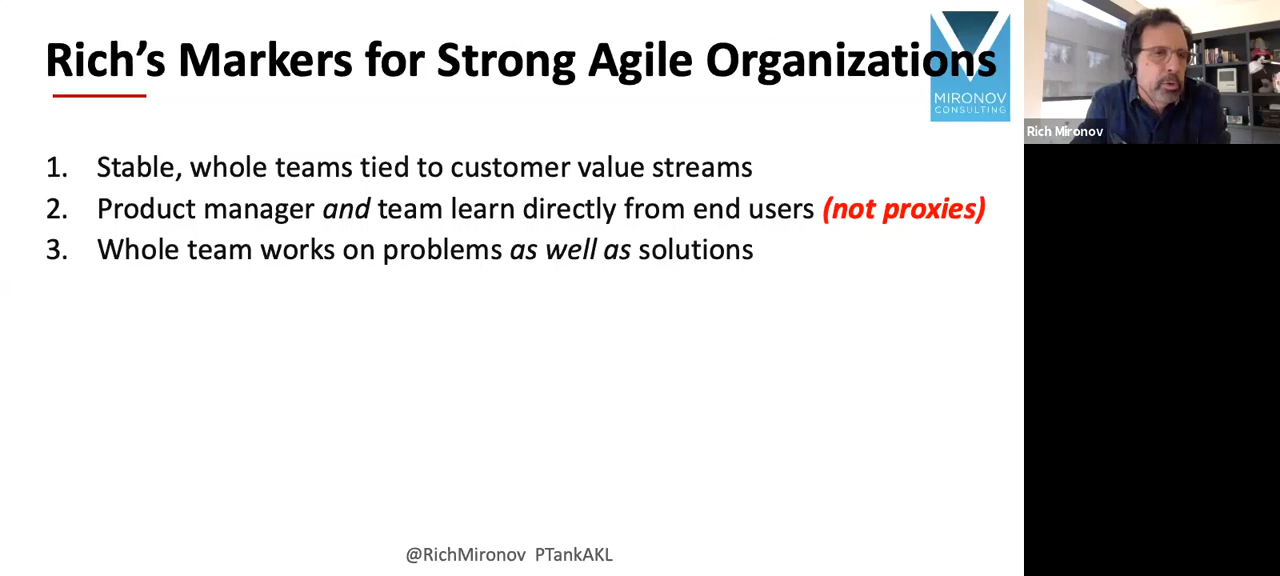 Rich's Markers for Strong Agile Organizations
MIRONOV
CONSULTING
Rich Mironov
1. Stable, whole teams tied to customer value streams
2. Product manager and team learn directly from end users (not proxies)
3. Whole team works on problems as well as solutions
@RichMironov PTankAKL